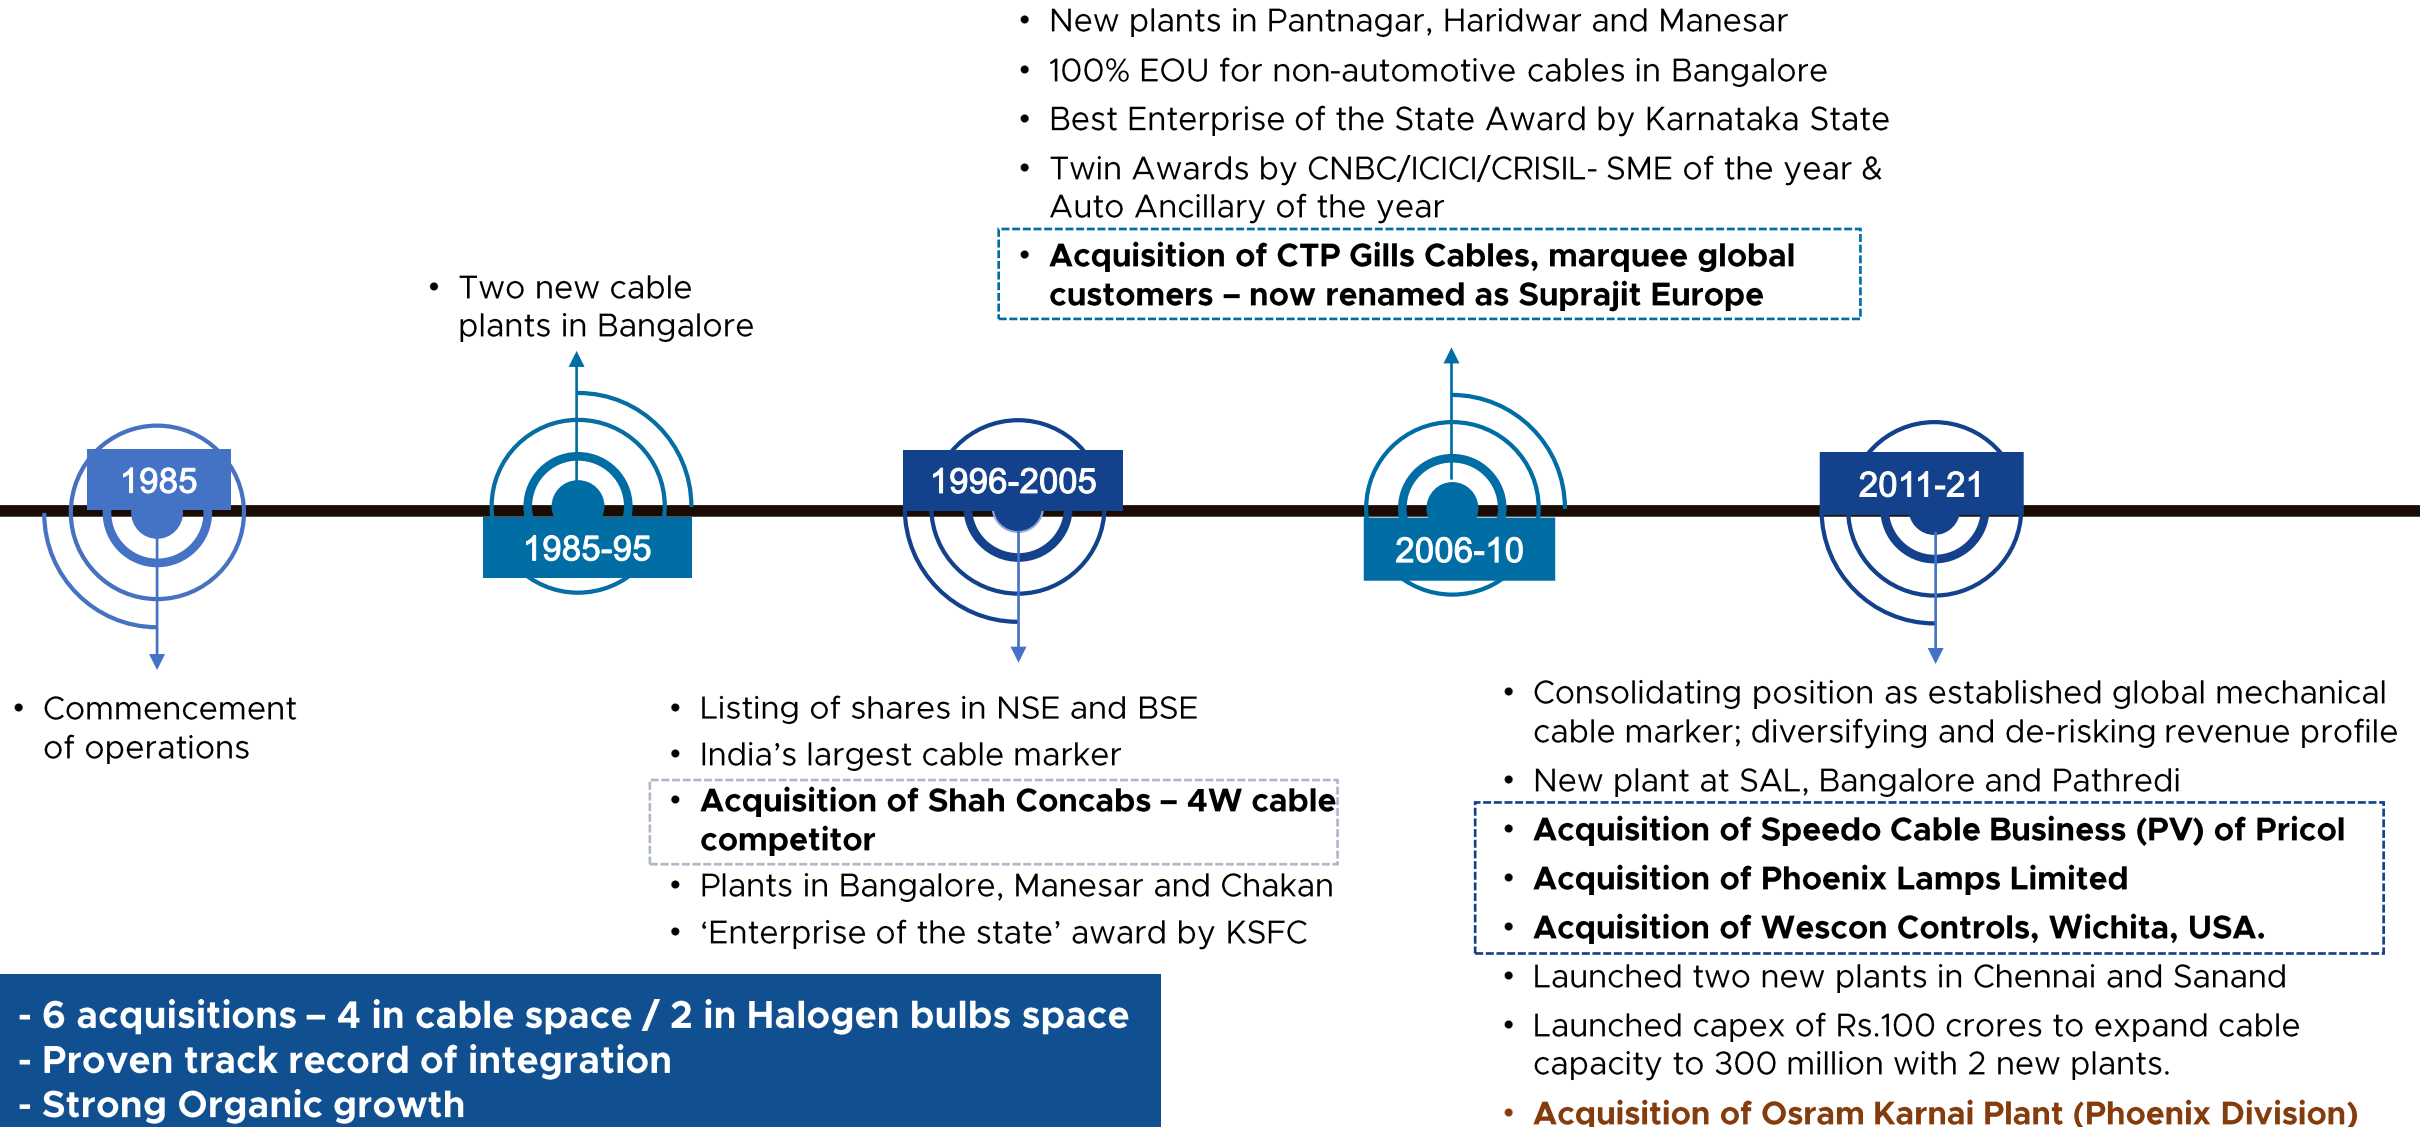 • New plants in Pantnagar, Haridwar and Manesar
• 100% EOU for non-automotive cables in Bangalore
• Best Enterprise of the State Award by Karnataka State
• Twin Awards by CNBC/ICICI/CRISIL- SME of the year &
Auto Ancillary of the year
• Acquisition of CTP Gills Cables, marquee global
customers – now renamed as Suprajit Europe
• Two new cable
plants in Bangalore
1985
1985-95
1996-2005
2006-10
2011-21
• Commencement
of operations
• Listing of shares in NSE and BSE
• India’s largest cable marker
• Acquisition of Shah Concabs – 4W cable
competitor
• Plants in Bangalore, Manesar and Chakan
• ‘Enterprise of the state’ award by KSFC
• Consolidating position as established global mechanical
cable marker; diversifying and de-risking revenue profile
• New plant at SAL, Bangalore and Pathredi
• Acquisition of Speedo Cable Business (PV) of Pricol
• Acquisition of Phoenix Lamps Limited
• Acquisition of Wescon Controls, Wichita, USA.
• Launched two new plants in Chennai and Sanand
• Launched capex of Rs.100 crores to expand cable
capacity to 300 million with 2 new plants.
• Acquisition of Osram Karnai Plant (Phoenix Division)
- 6 acquisitions – 4 in cable space / 2 in Halogen bulbs space
- Proven track record of integration
- Strong Organic growth